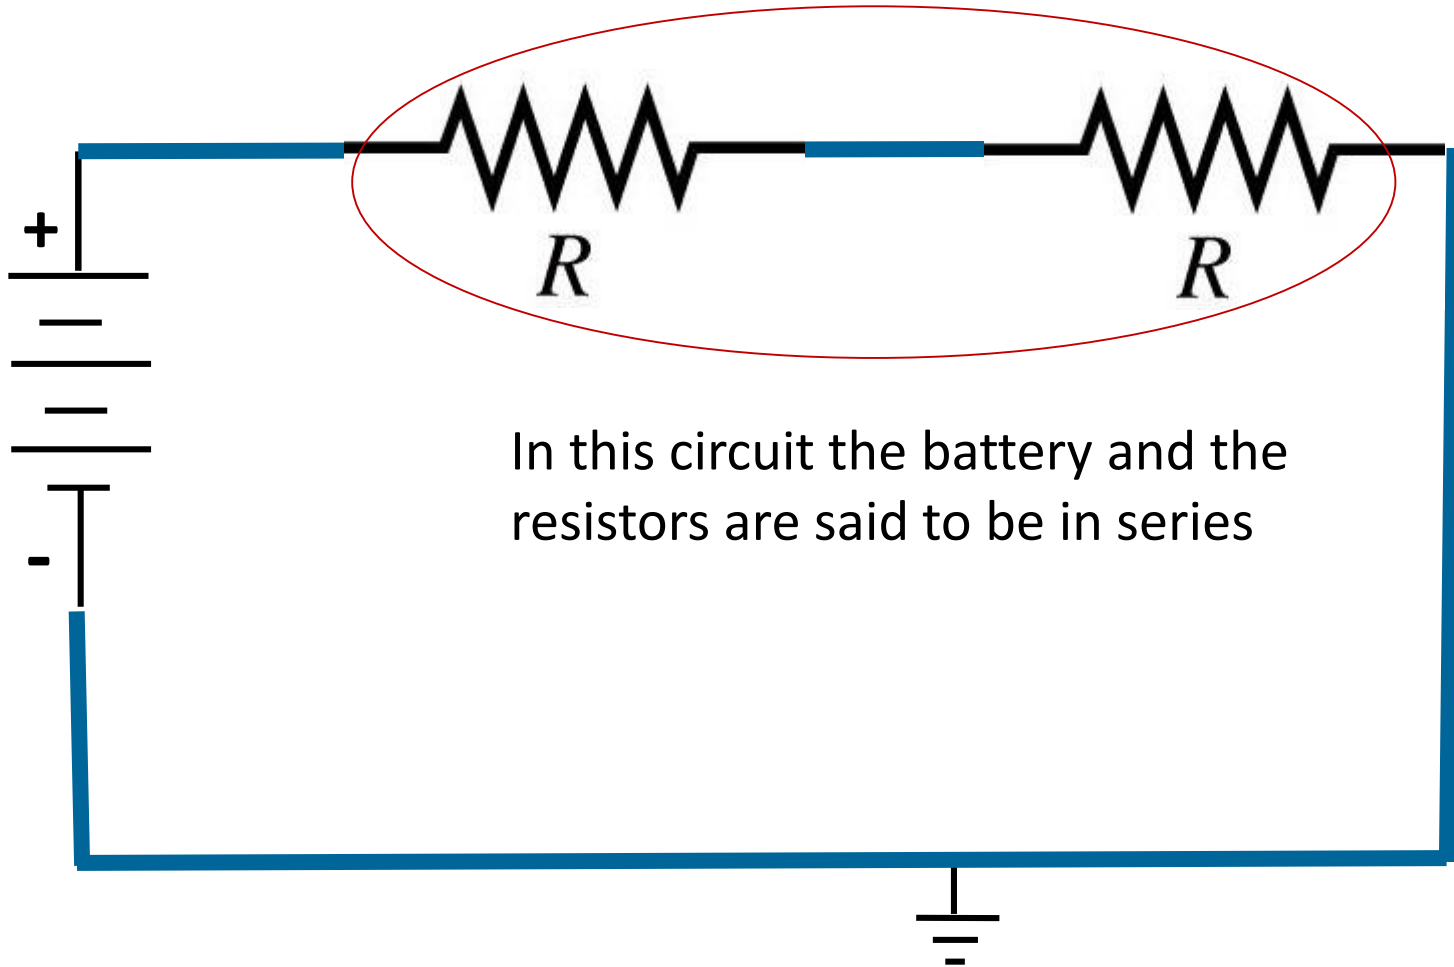 +
R
R
In this circuit the battery and the
resistors are said to be in series
-